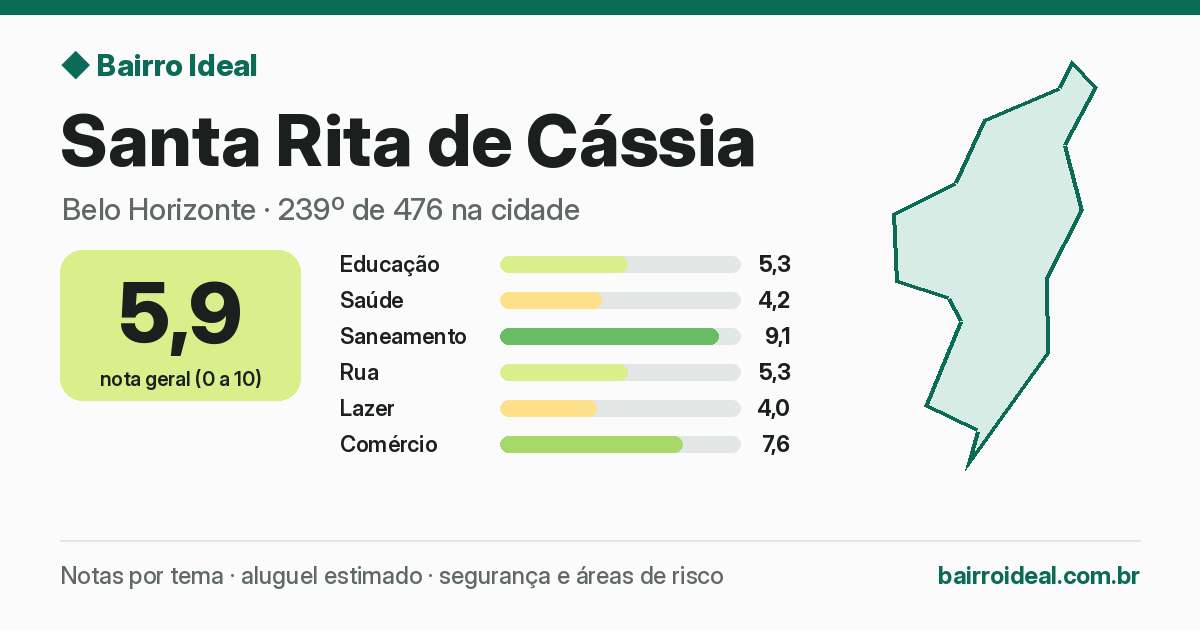 Bairro Ideal
Santa Rita de Cássia
Belo Horizonte · 239º de 476 na cidade
5,9
nota geral (0 a 10)
Educação 5,3
Saúde 4,2
Saneamento 9,1
Rua 5,3
Lazer 4,0
Comércio 7,6
Notas por tema · aluguel estimado · segurança e áreas de risco
bairroideal.com.br